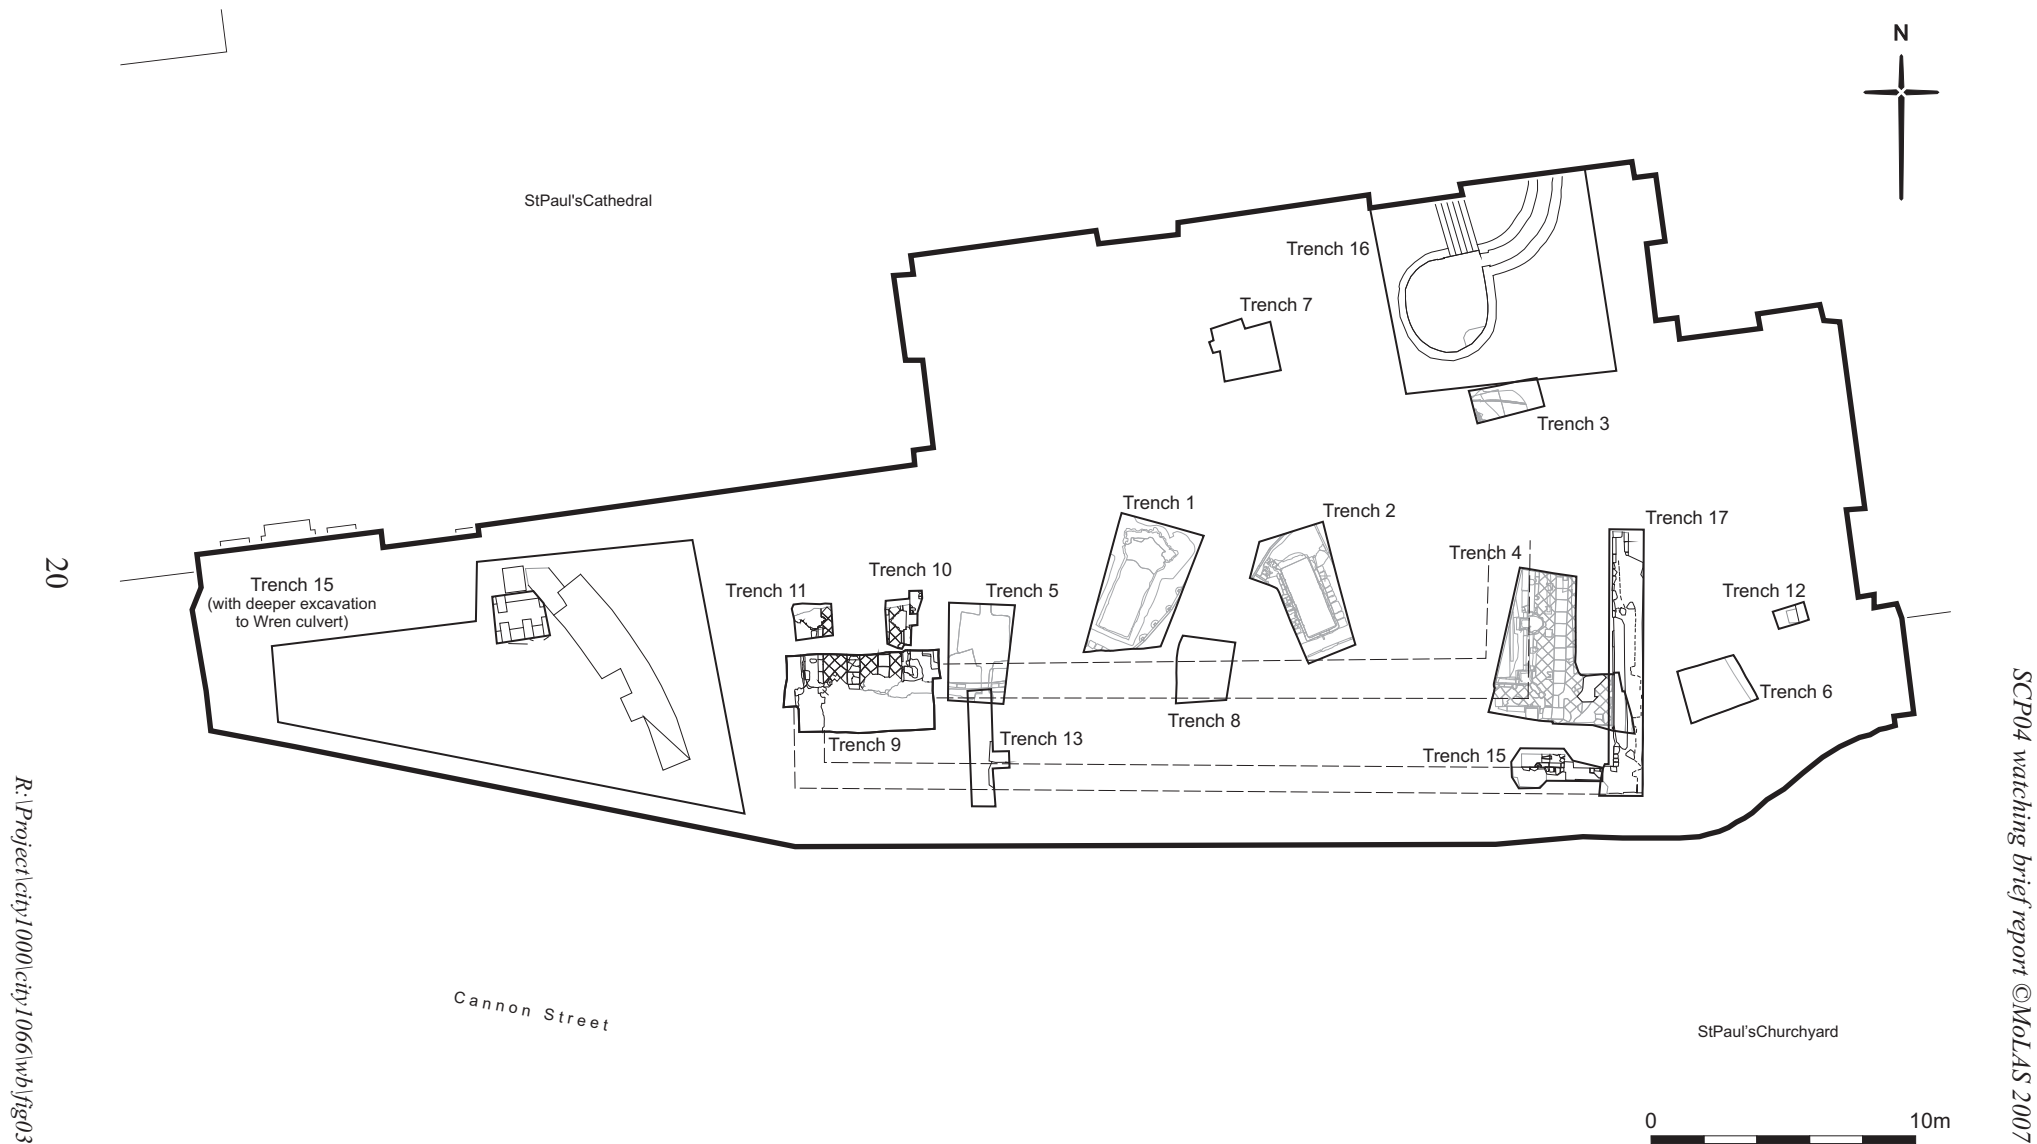 N
StPaul'sCathedral
Trench 16
Trench 7
Trench 3
Trench 1
Trench 2
Trench 17
Trench 4
Trench 10
Trench 15
(with deeper excavation
to Wren culvert)
Trench 11
Trench 5
Trench 12
Trench 6
Trench 8
Trench 9
Trench 13
Trench 15
Cannon Street
StPaul'sChurchyard
0 10m
20
R:\Project\city1000\city1066\wb\fig03
SCP04 watching brief report ©MoLAS 2007